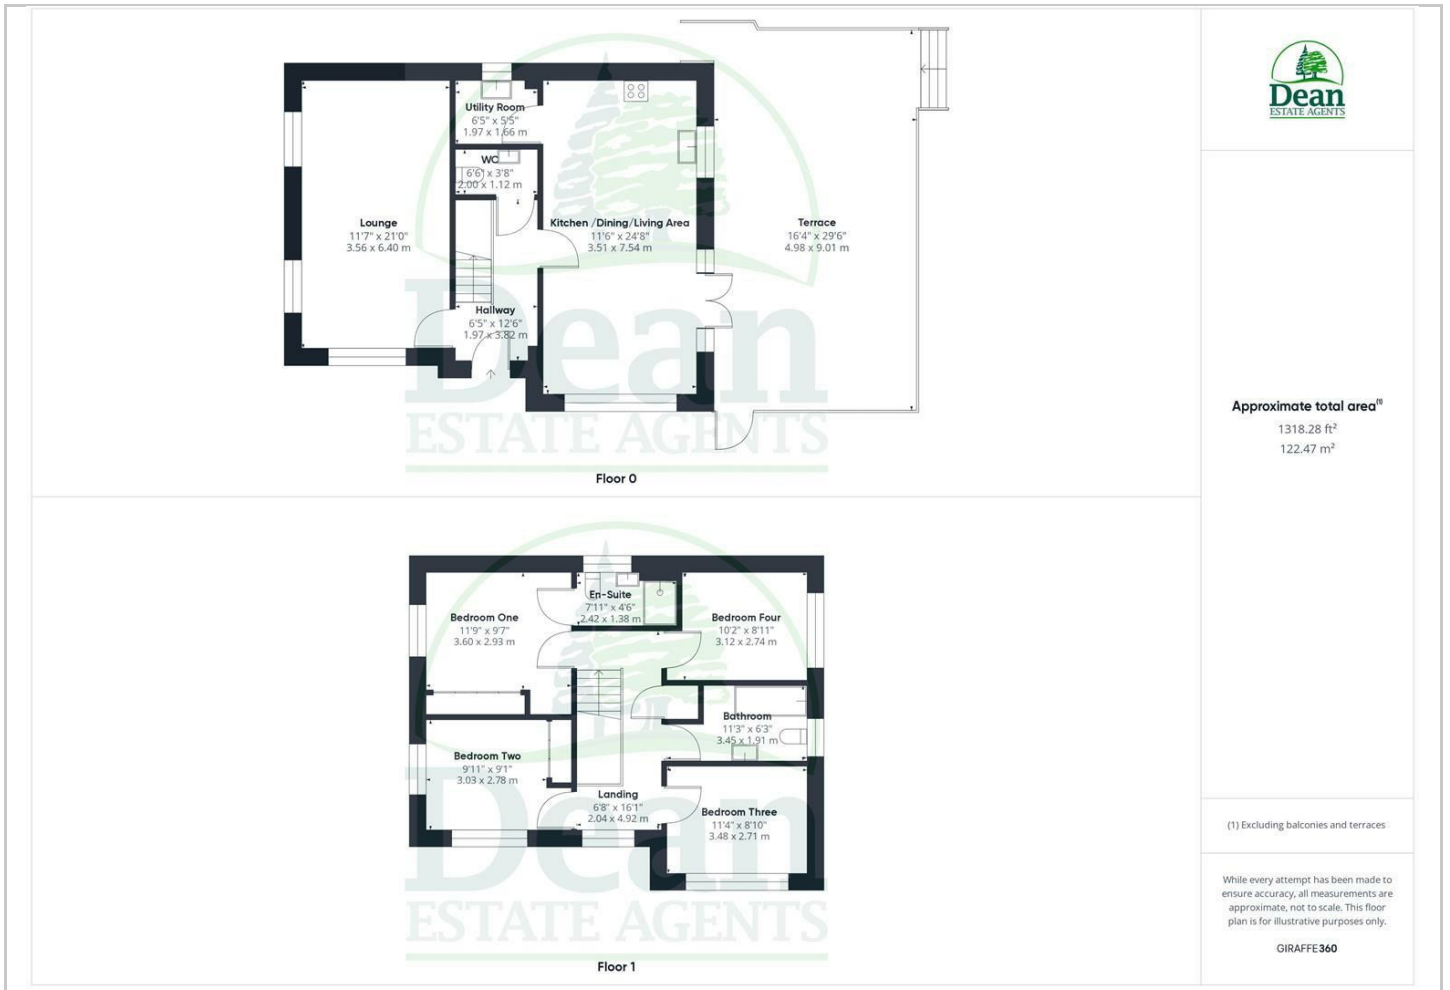 Utility Room
6'5" x 5'5"
1.97 x 1.66 m
WC
6'6" x 3'8"
2.00 x 1.12 m
Lounge
11'7" x 21'0"
3.56 x 6.40 m
Kitchen /Dining/Living Area
11'6" x 24'8"
3.51 x 7.54 m
Terrace
16'4" x 29'6"
4.98 x 9.01 m
Hallway
6'5" x 12'6"
1.97 x 3.82 m
Dean
ESTATE AGENTS
Floor 0
En-Suite
7'11" x 4'6"
2.42 x 1.38 m
Bedroom One
11'9" x 9'7"
3.60 x 2.93 m
Bedroom Four
10'2" x 8'11"
3.12 x 2.74 m
Bathroom
11'3" x 6'3"
3.45 x 1.91 m
Bedroom Two
9'11" x 9'1"
3.03 x 2.78 m
Landing
6'8" x 16'1"
2.04 x 4.92 m
Bedroom Three
11'4" x 8'10"
3.48 x 2.71 m
Dean
ESTATE AGENTS
Floor 1
Dean
ESTATE AGENTS
Approximate total area⁽¹⁾
1318.28 ft²
122.47 m²
(1) Excluding balconies and terraces
While every attempt has been made to
ensure accuracy, all measurements are
approximate, not to scale. This floor
plan is for illustrative purposes only.
GIRAFFE360